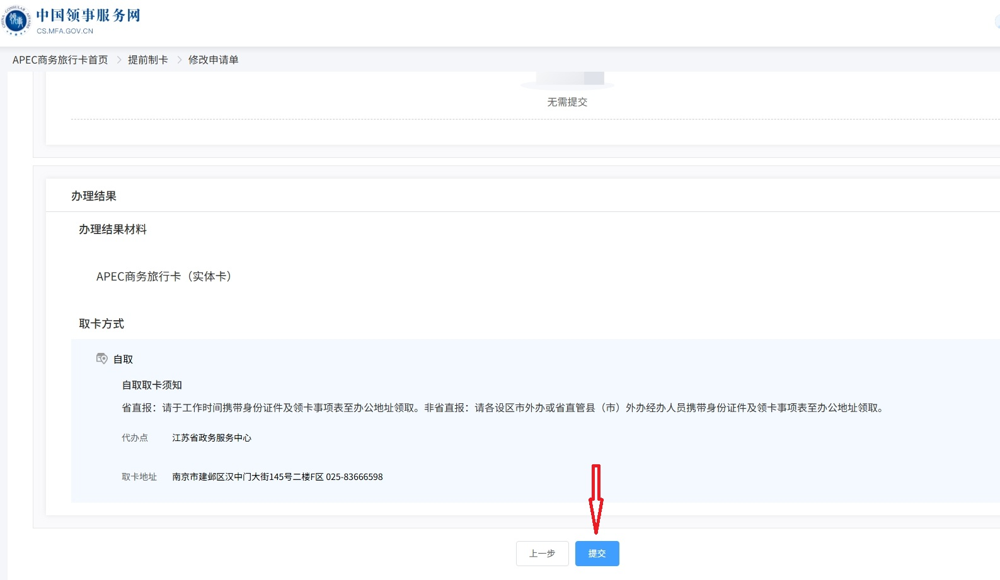 中国领事服务网
CS.MFA.GOV.CN
APEC商务旅行卡首页 > 提前制卡 > 修改申请单
无需提交
办理结果
办理结果材料
APEC商务旅行卡（实体卡）
取卡方式
自取
自取取卡须知
省直报：请于工作时间携带身份证件及领卡事项表至办公地址领取。非省直报：请各设区市外办或省直管县（市）外办经办人员携带身份证件及领卡事项表至办公地址领取。
代办点 江苏省政务服务中心
取卡地址 南京市建邺区汉中门大街145号二楼F区 025-83666598
上一步 提交